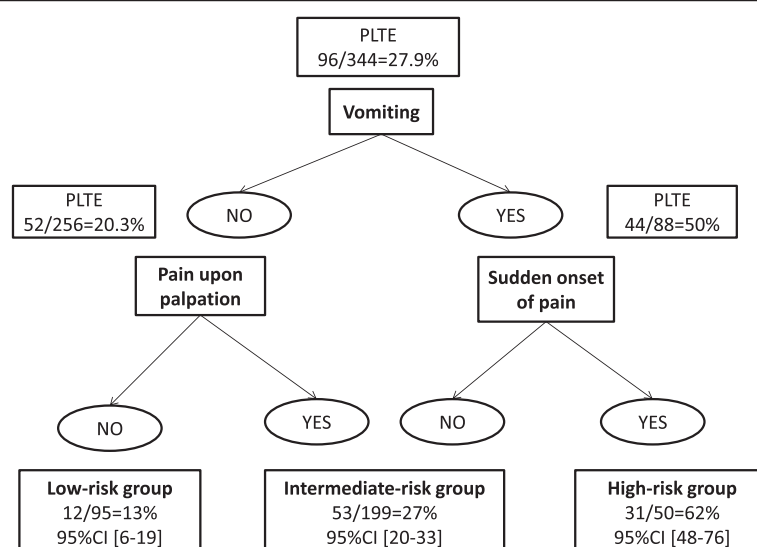 PLTE
96/344=27.9%
Vomiting
PLTE
52/256=20.3%
NO
YES
PLTE
44/88=50%
Pain upon
palpation
Sudden onset
of pain
NO
YES
NO
YES
Low-risk group
12/95=13%
95%CI [6-19]
Intermediate-risk group
53/199=27%
95%CI [20-33]
High-risk group
31/50=62%
95%CI [48-76]